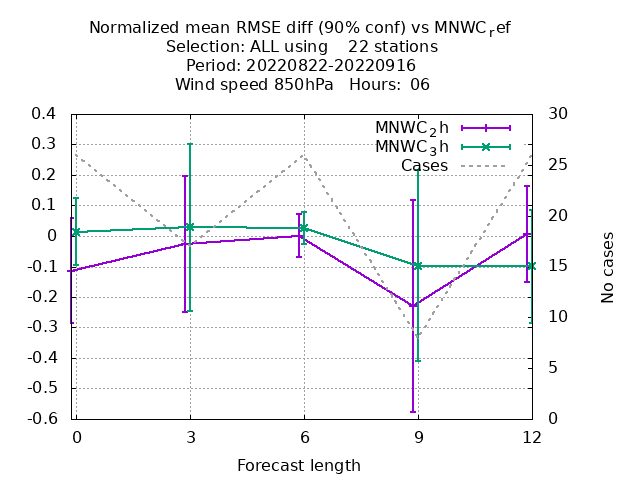 Normalized mean RMSE diff (90% conf) vs MNWC_ref
Selection: ALL using    22 stations
Period: 20220822-20220916
Wind speed 850hPa   Hours: 06
MNWC_2h
MNWC_3h
Cases
0.4
0.3
0.2
0.1
0
-0.1
-0.2
-0.3
-0.4
-0.5
-0.6
30
25
20
15
10
5
0
No cases
0 3 6 9 12
Forecast length